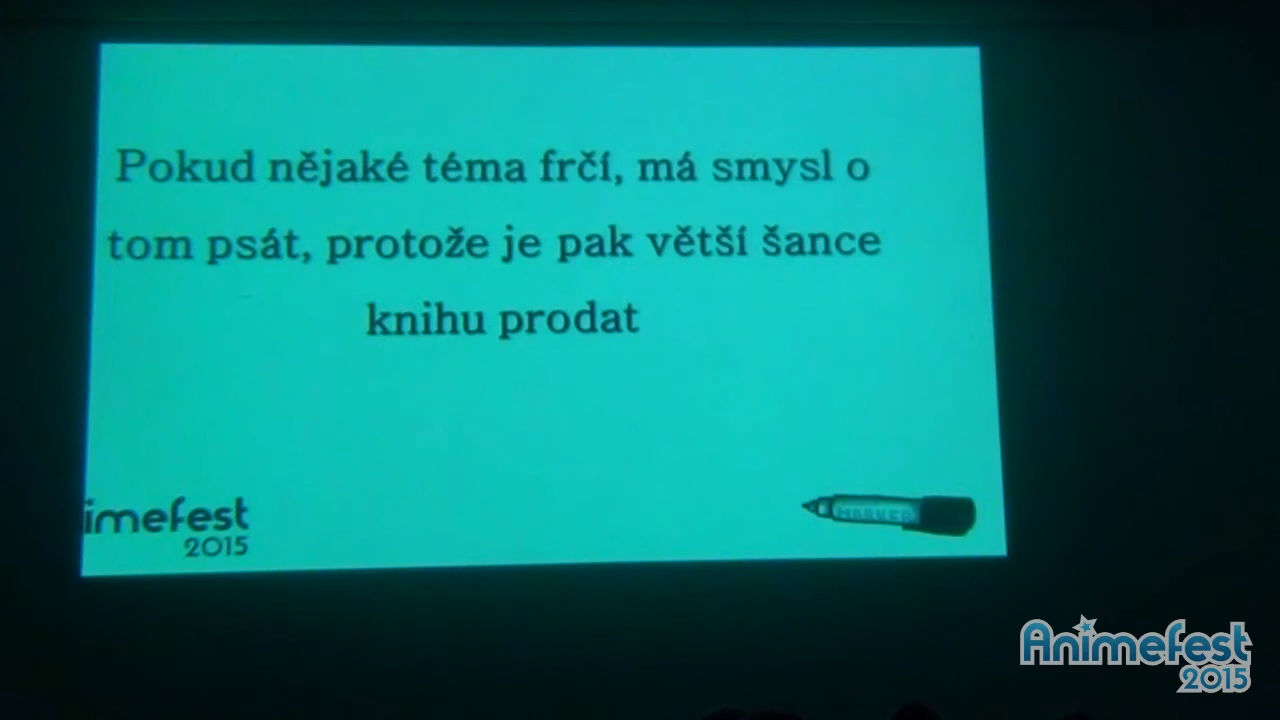 Pokud nějaké téma frčí, má smysl o
tom psát, protože je pak větší šance
knihu prodat
imefest
2015
MARKER
Animefest
2015